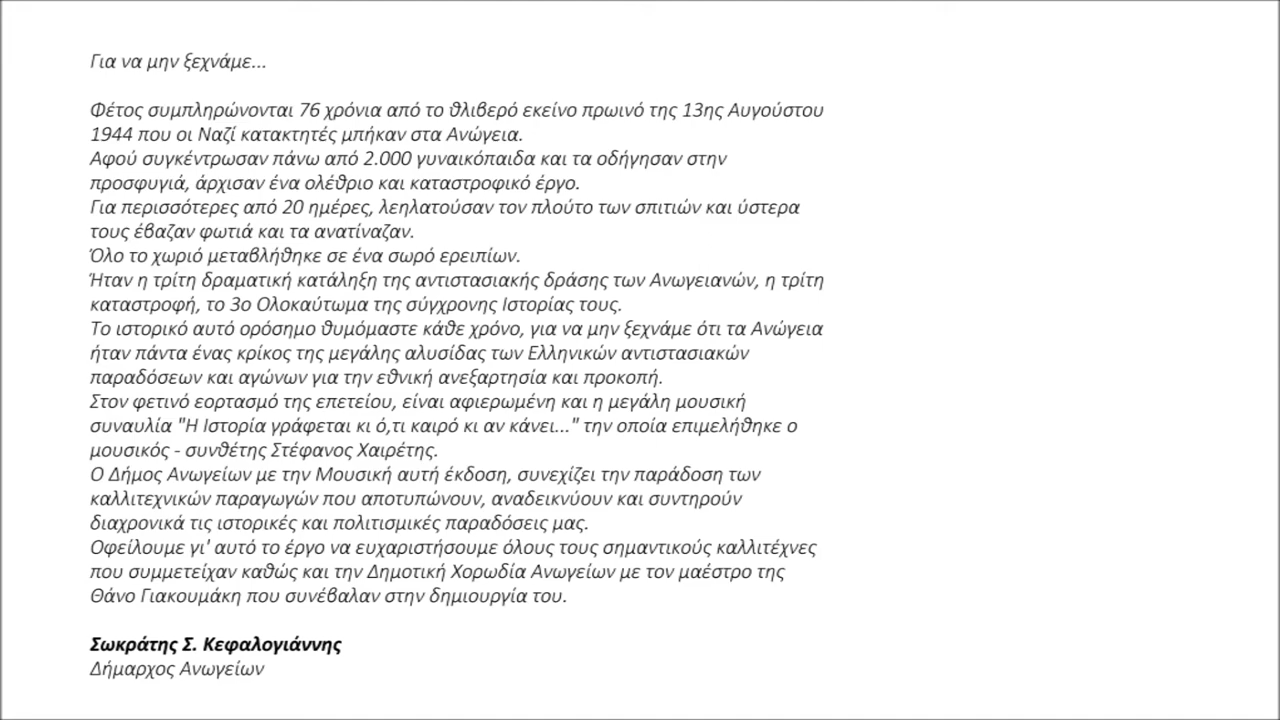 Για να μην ξεχνάμε...
Φέτος συμπληρώνονται 76 χρόνια από το θλιβερό εκείνο πρωινό της 13ης Αυγούστου
1944 που οι Ναζί κατακτητές μπήκαν στα Ανώγεια.
Αφού συγκέντρωσαν πάνω από 2.000 γυναικόπαιδα και τα οδήγησαν στην
προσφυγιά, άρχισαν ένα ολέθριο και καταστροφικό έργο.
Για περισσότερες από 20 ημέρες, λεηλατούσαν τον πλούτο των σπιτιών και ύστερα
τους έβαζαν φωτιά και τα ανατίναζαν.
Όλο το χωριό μεταβλήθηκε σε ένα σωρό ερειπίων.
Ήταν η τρίτη δραματική κατάληξη της αντιστασιακής δράσης των Ανωγειανών, η τρίτη
καταστροφή, το 3ο Ολοκαύτωμα της σύγχρονης Ιστορίας τους.
Το ιστορικό αυτό ορόσημο θυμόμαστε κάθε χρόνο, για να μην ξεχνάμε ότι τα Ανώγεια
ήταν πάντα ένας κρίκος της μεγάλης αλυσίδας των Ελληνικών αντιστασιακών
παραδόσεων και αγώνων για την εθνική ανεξαρτησία και προκοπή.
Στον φετινό εορτασμό της επετείου, είναι αφιερωμένη και η μεγάλη μουσική
συναυλία "Η Ιστορία γράφεται κι ό,τι καιρό κι αν κάνει..." την οποία επιμελήθηκε ο
μουσικός - συνθέτης Στέφανος Χαιρέτης.
Ο Δήμος Ανωγείων με την Μουσική αυτή έκδοση, συνεχίζει την παράδοση των
καλλιτεχνικών παραγωγών που αποτυπώνουν, αναδεικνύουν και συντηρούν
διαχρονικά τις ιστορικές και πολιτισμικές παραδόσεις μας.
Οφείλουμε γι' αυτό το έργο να ευχαριστήσουμε όλους τους σημαντικούς καλλιτέχνες
που συμμετείχαν καθώς και την Δημοτική Χορωδία Ανωγείων με τον μαέστρο της
Θάνο Γιακουμάκη που συνέβαλαν στην δημιουργία του.
Σωκράτης Σ. Κεφαλογιάννης
Δήμαρχος Ανωγείων